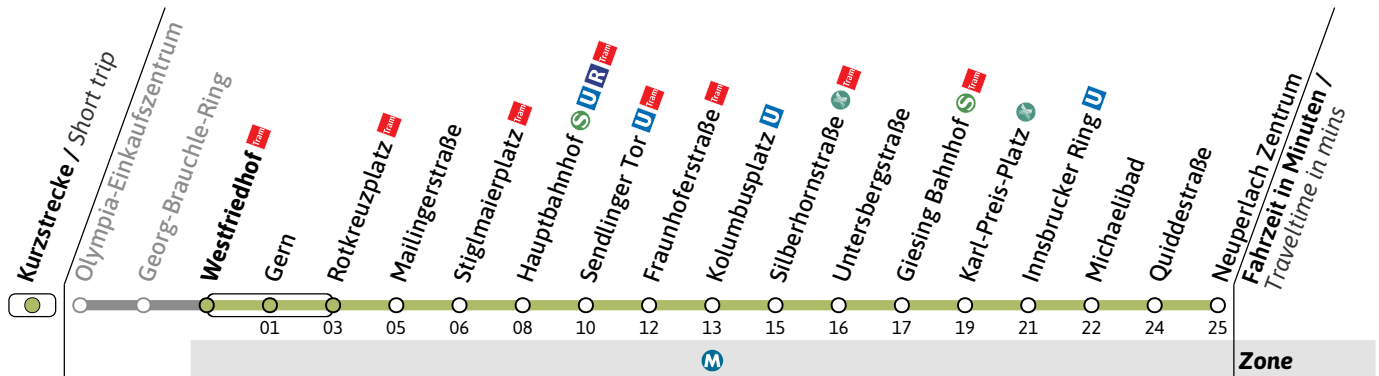 Kurzstrecke / Short trip
Olympia-Einkaufszentrum
Georg-Brauchle-Ring
Westfriedhof Tram
Gern
Rotkreuzplatz Tram
Mailingerstraße
Stiglmaierplatz Tram
Hauptbahnhof S U R Tram
Sendlinger Tor U Tram
Fraunhoferstraße Tram
Kolumbusplatz U
Silberhornstraße X Tram
Untersbergstraße
Giesing Bahnhof S Tram
Karl-Preis-Platz X
Innsbrucker Ring U
Michaelibad
Quiddestraße
Neuperlach Zentrum
Fahrzeit in Minuten /
Traveltime in mins
01 03 05 06 08 10 12 13 15 16 17 19 21 22 24 25
M Zone